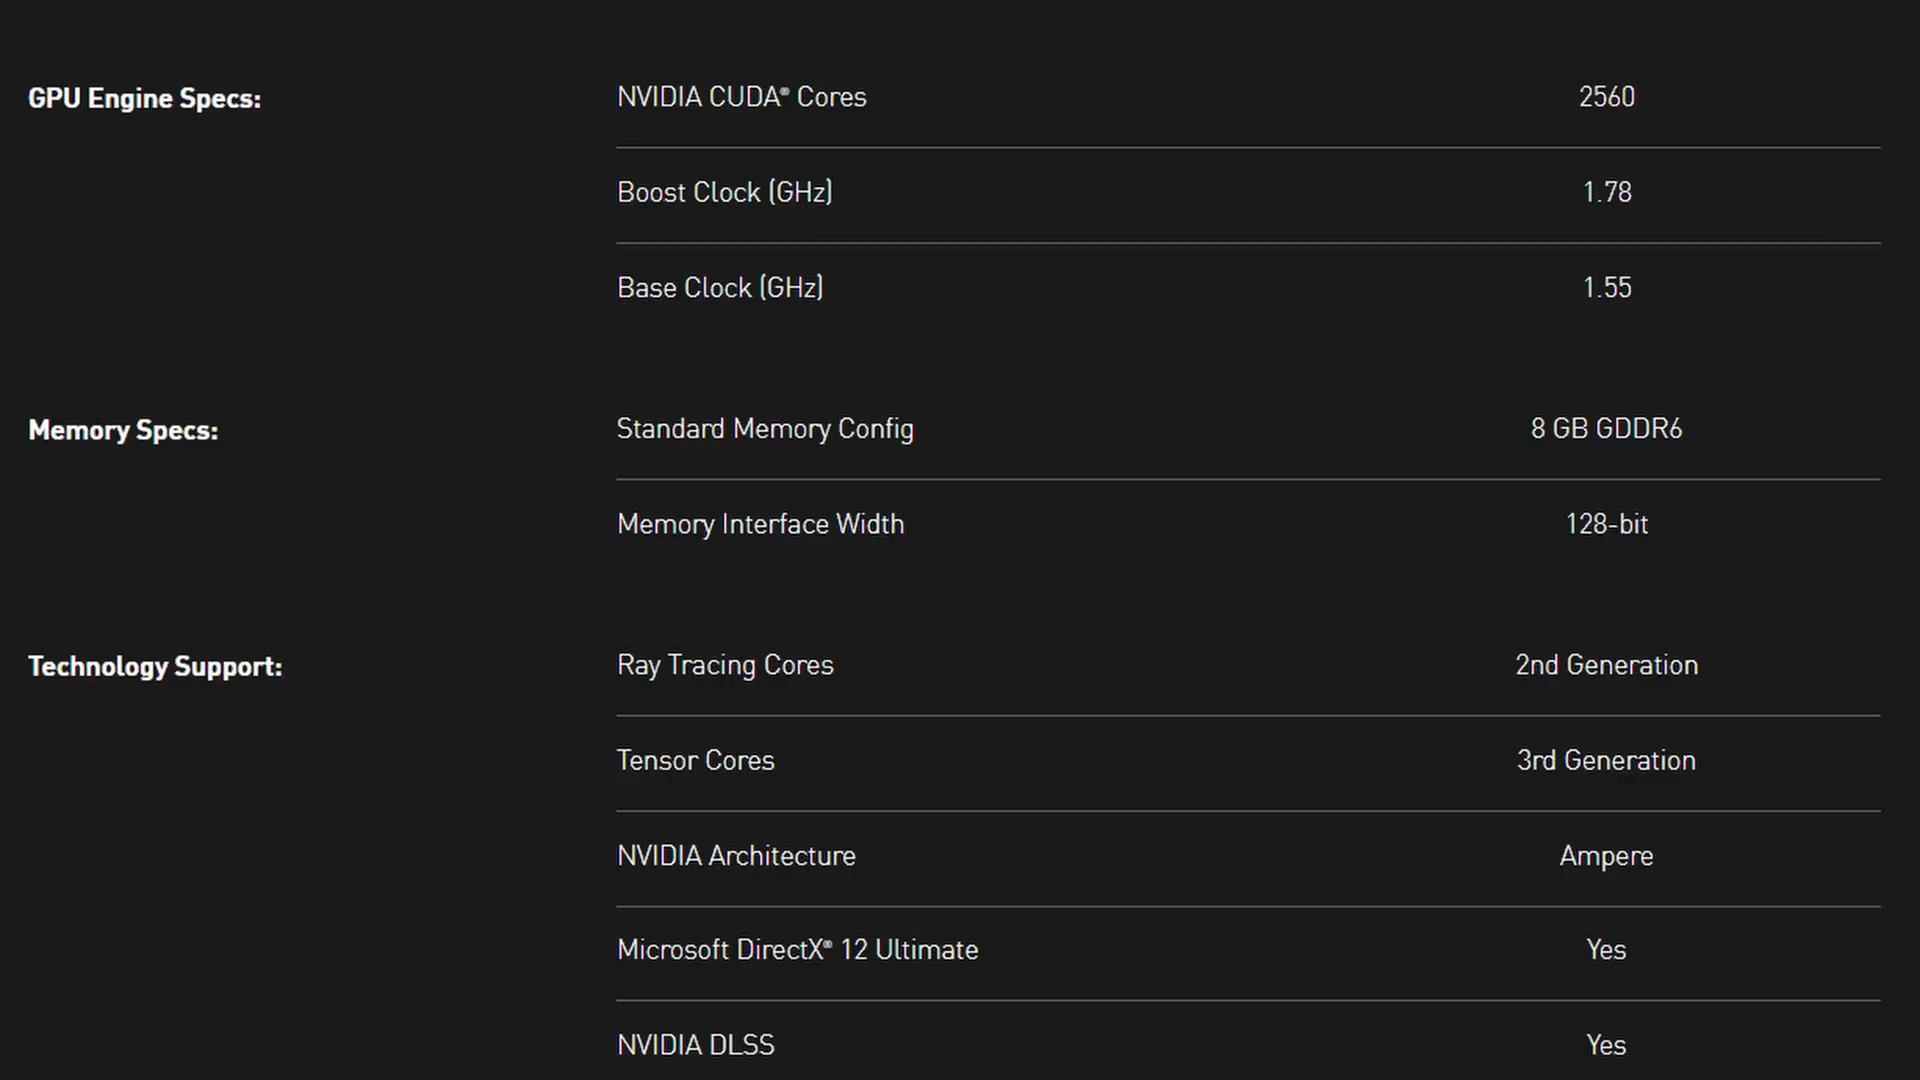 GPU Engine Specs: NVIDIA CUDA® Cores 2560
Boost Clock (GHz) 1.78
Base Clock (GHz) 1.55
Memory Specs: Standard Memory Config 8 GB GDDR6
Memory Interface Width 128-bit
Technology Support: Ray Tracing Cores 2nd Generation
Tensor Cores 3rd Generation
NVIDIA Architecture Ampere
Microsoft DirectX® 12 Ultimate Yes
NVIDIA DLSS Yes